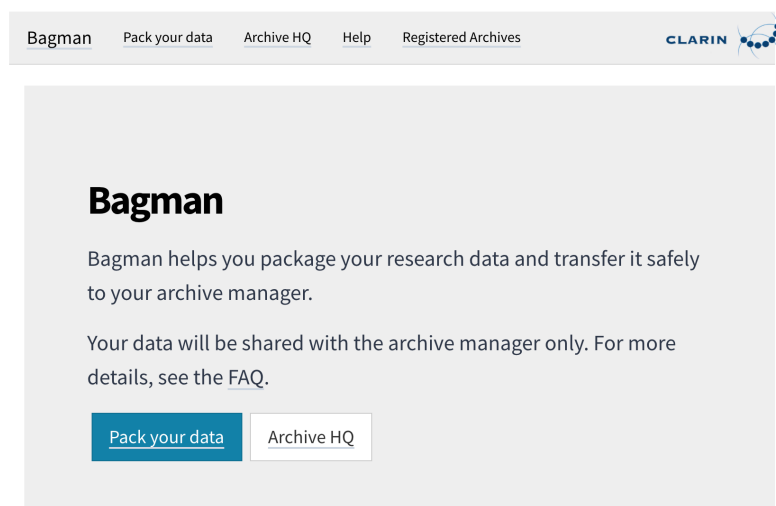 Bagman Pack your data Archive HQ Help Registered Archives CLARIN
Bagman
Bagman helps you package your research data and transfer it safely
to your archive manager.
Your data will be shared with the archive manager only. For more
details, see the FAQ.
Pack your data Archive HQ